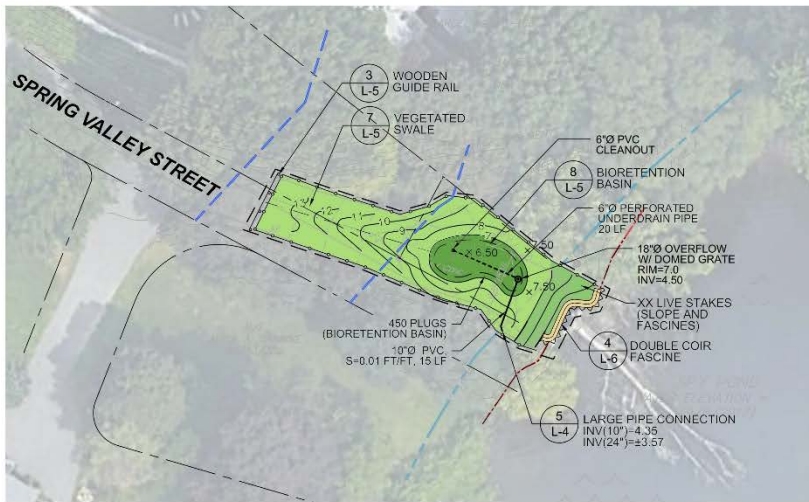 3
L-5
WOODEN
GUIDE RAIL
7
L-5
VEGETATED
SWALE
SPRING VALLEY STREET
6"Ø PVC
CLEANOUT
8
L-5
BIORETENTION
BASIN
6"Ø PERFORATED
UNDERDRAIN PIPE
20 LF
18"Ø OVERFLOW
W/ DOMED GRATE
RIM=7.0
INV=4.50
13
12
11
10
9
8
7
7.50
×6.50
×7.50
XX LIVE STAKES
(SLOPE AND
FASCINES)
450 PLUGS
(BIORETENTION BASIN)
10"Ø PVC
S=0.01 FT/FT, 15 LF
4
L-6
DOUBLE COIR
FASCINE
5
L-4
LARGE PIPE CONNECTION
INV(10")=4.35
INV(24")=±3.57
POND
ELEVATION =